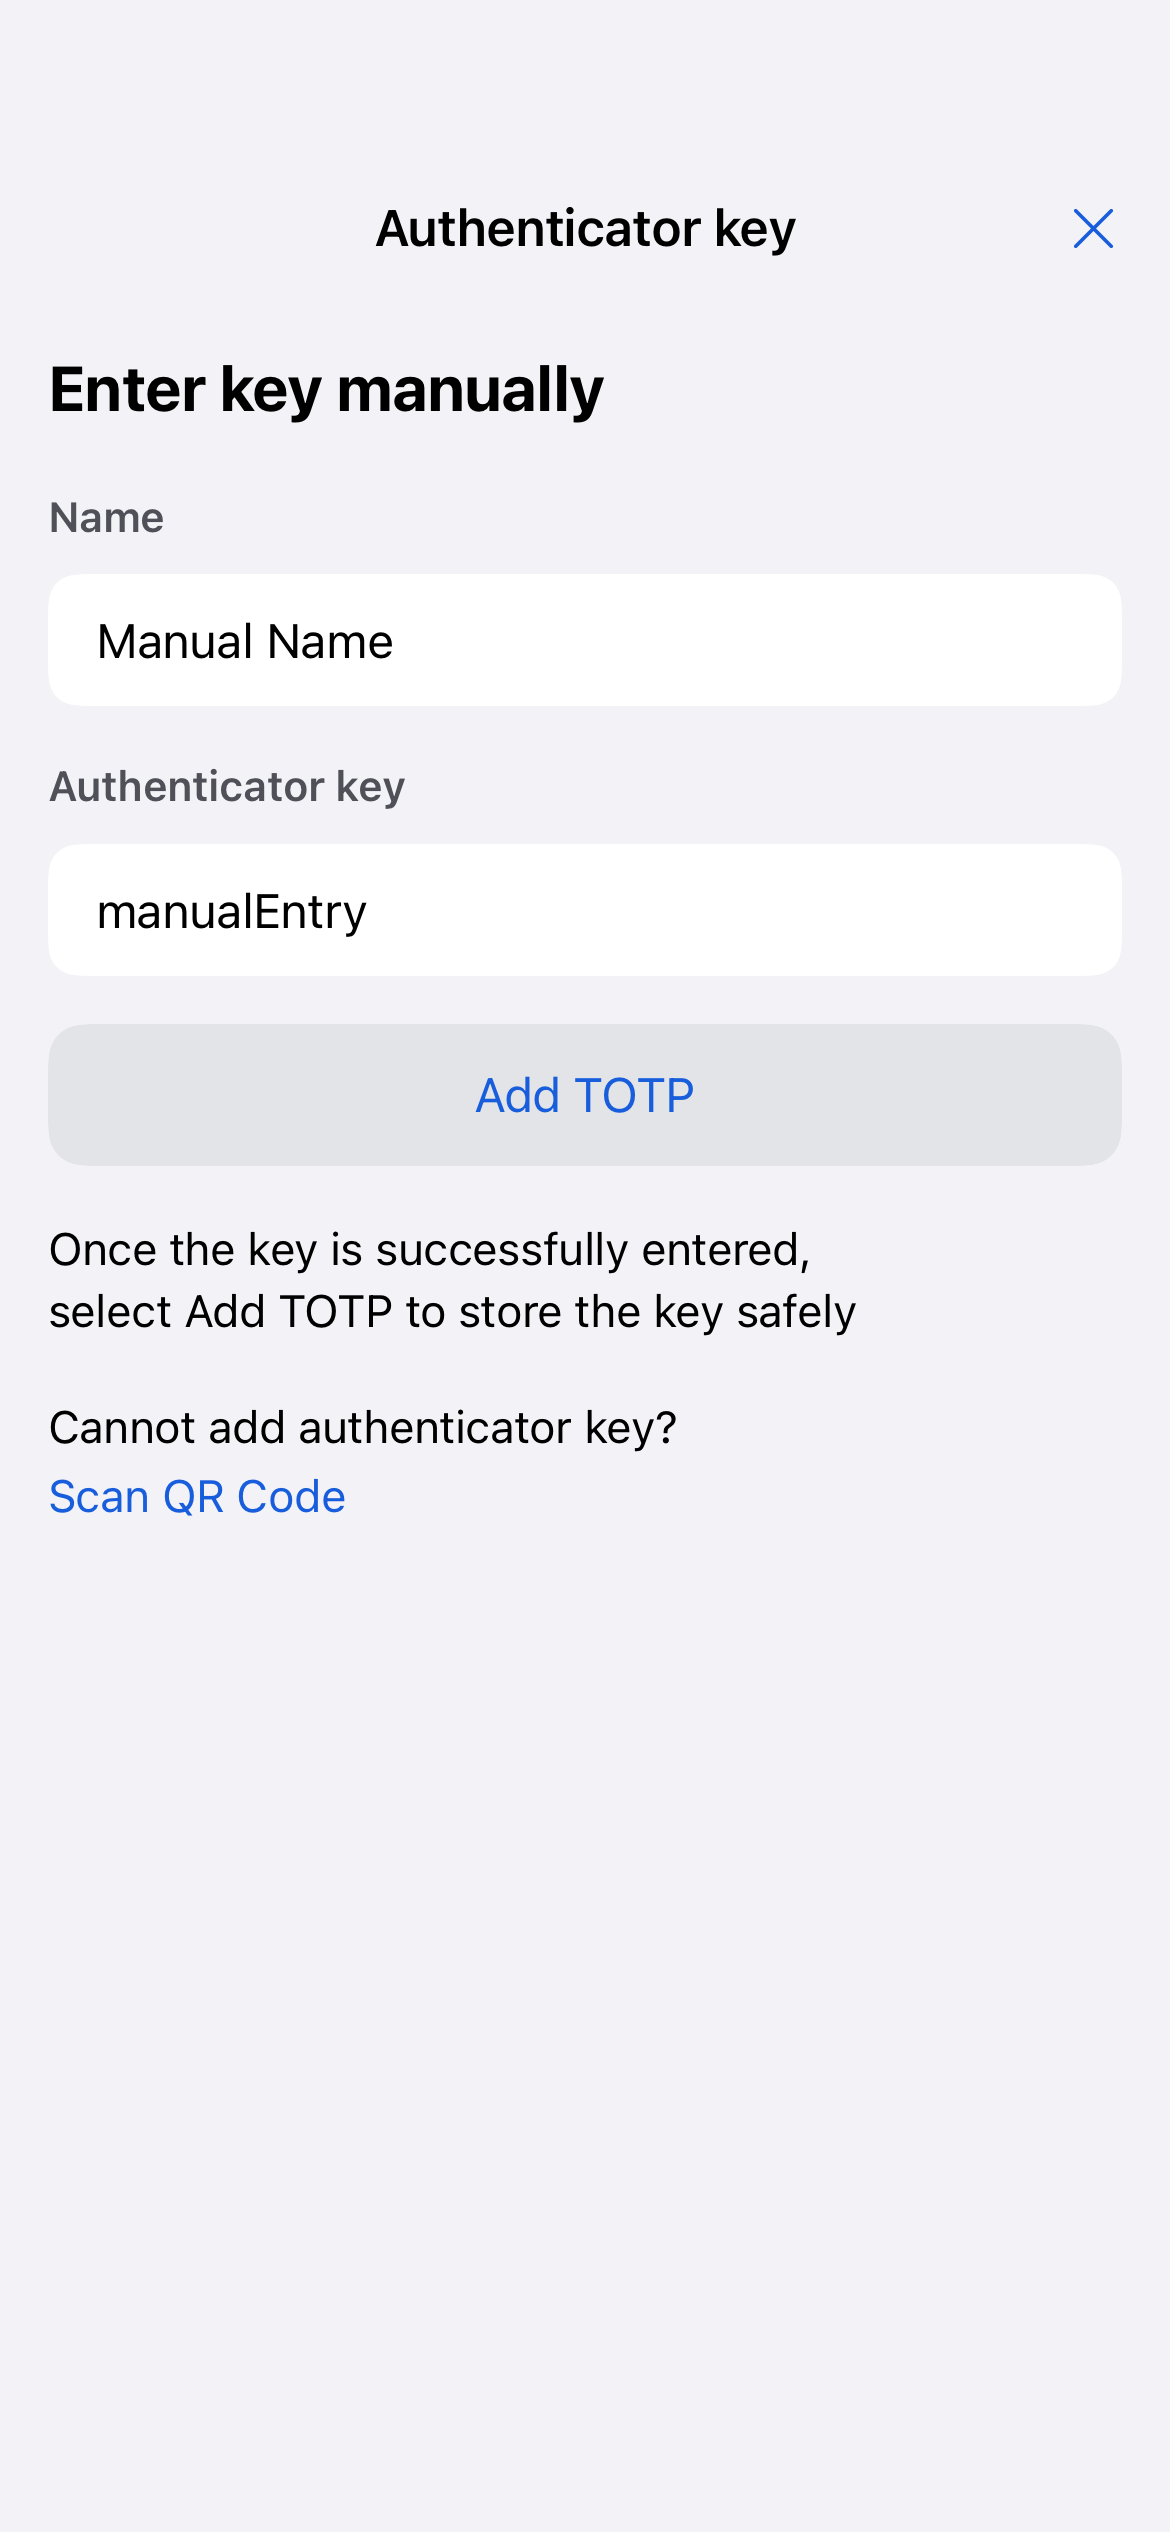 Authenticator key
Enter key manually
Name
Manual Name
Authenticator key
manualEntry
Add TOTP
Once the key is successfully entered,
select Add TOTP to store the key safely
Cannot add authenticator key?
Scan QR Code